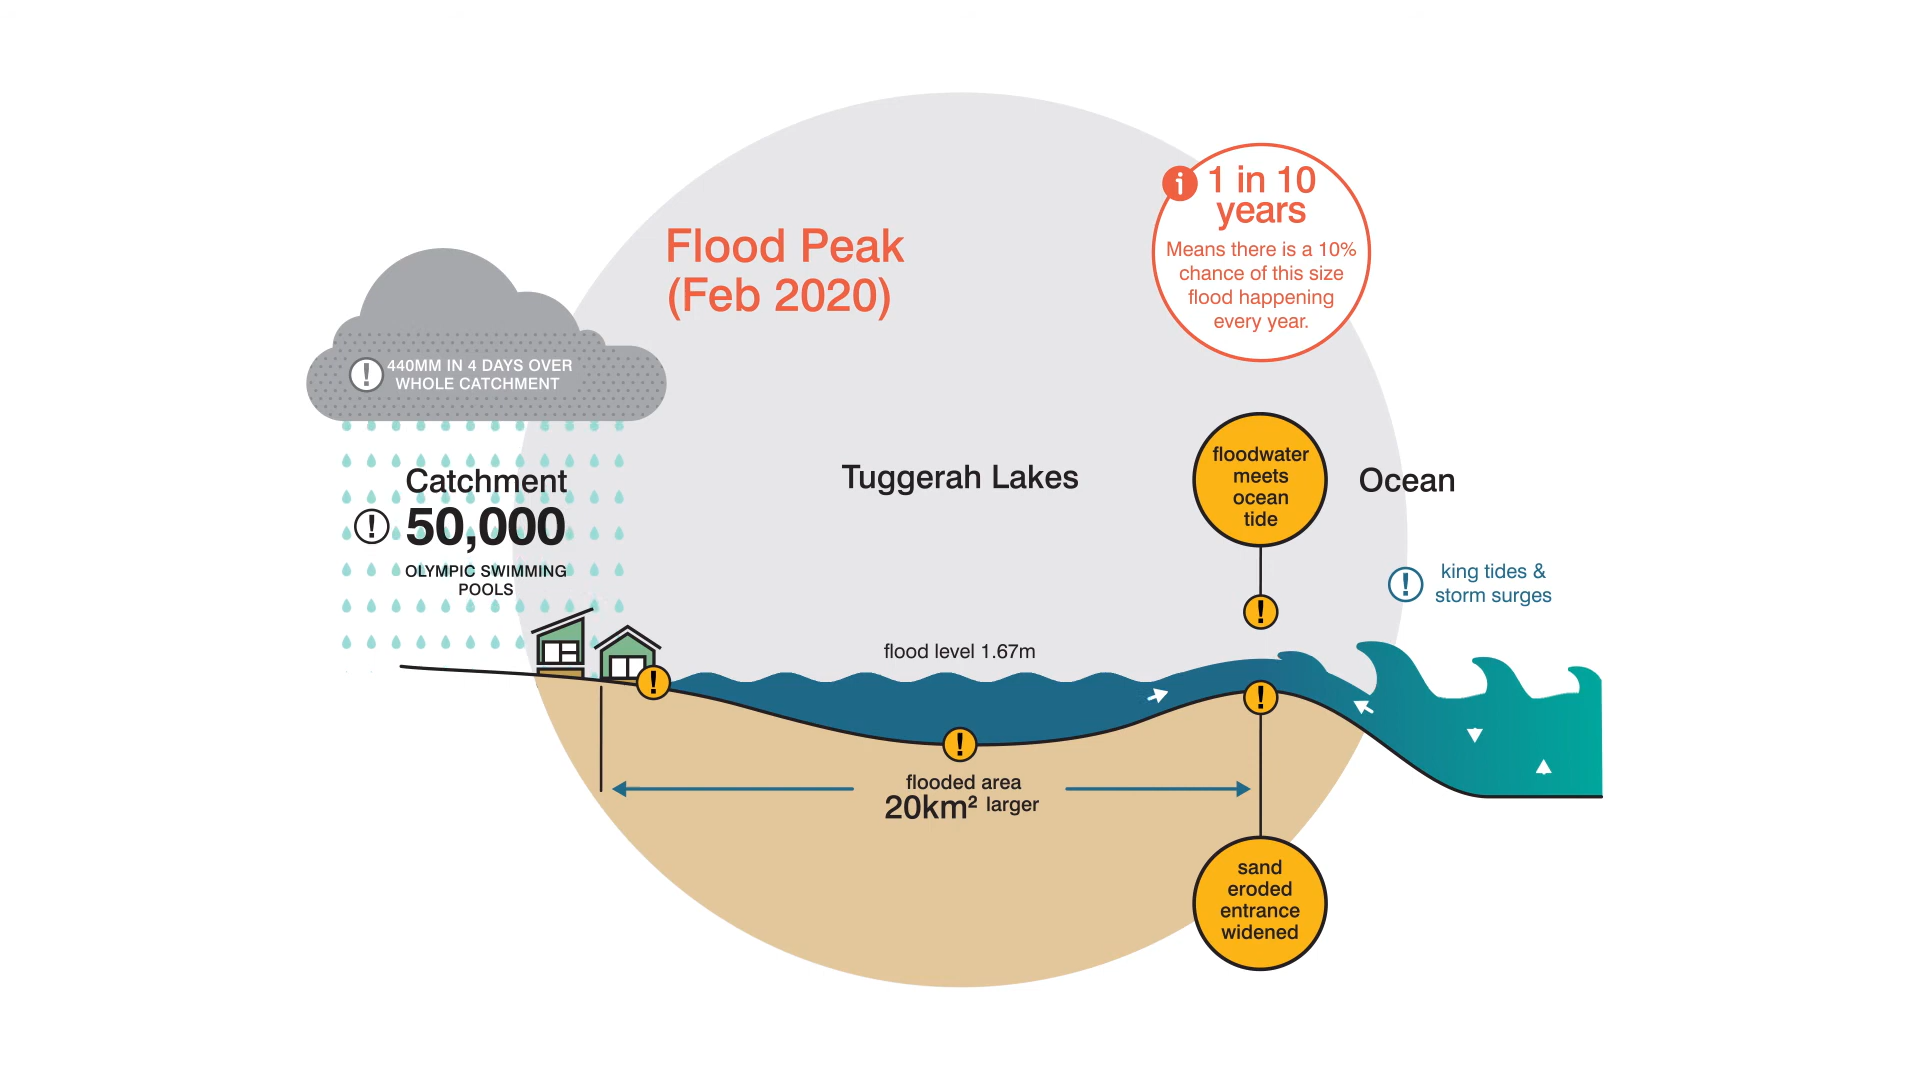 Flood Peak
(Feb 2020)
1 in 10
years
Means there is a 10%
chance of this size
flood happening
every year.
440MM IN 4 DAYS OVER
WHOLE CATCHMENT
Catchment
50,000
OLYMPIC SWIMMING
POOLS
Tuggerah Lakes
floodwater
meets
ocean
tide
Ocean
king tides &
storm surges
flood level 1.67m
flooded area
20km² larger
sand
eroded
entrance
widened